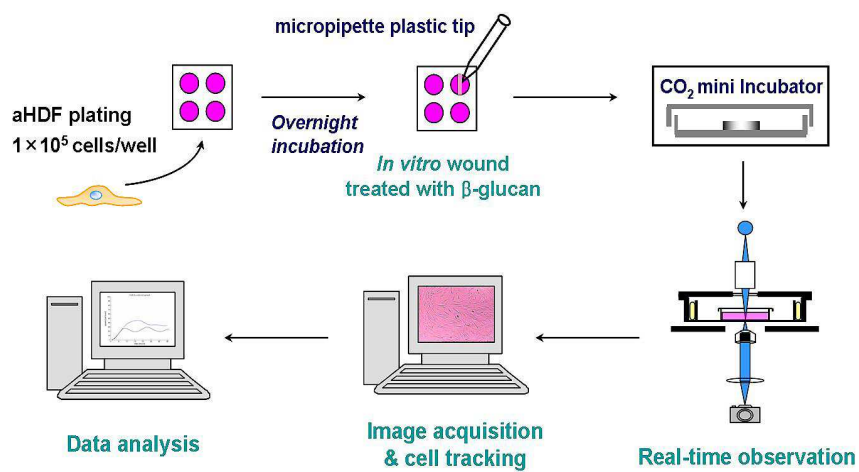 micropipette plastic tip
aHDF plating
1×10⁵ cells/well
Overnight
incubation
In vitro wound
treated with β-glucan
CO₂ mini Incubator
Data analysis
Image acquisition
& cell tracking
Real-time observation